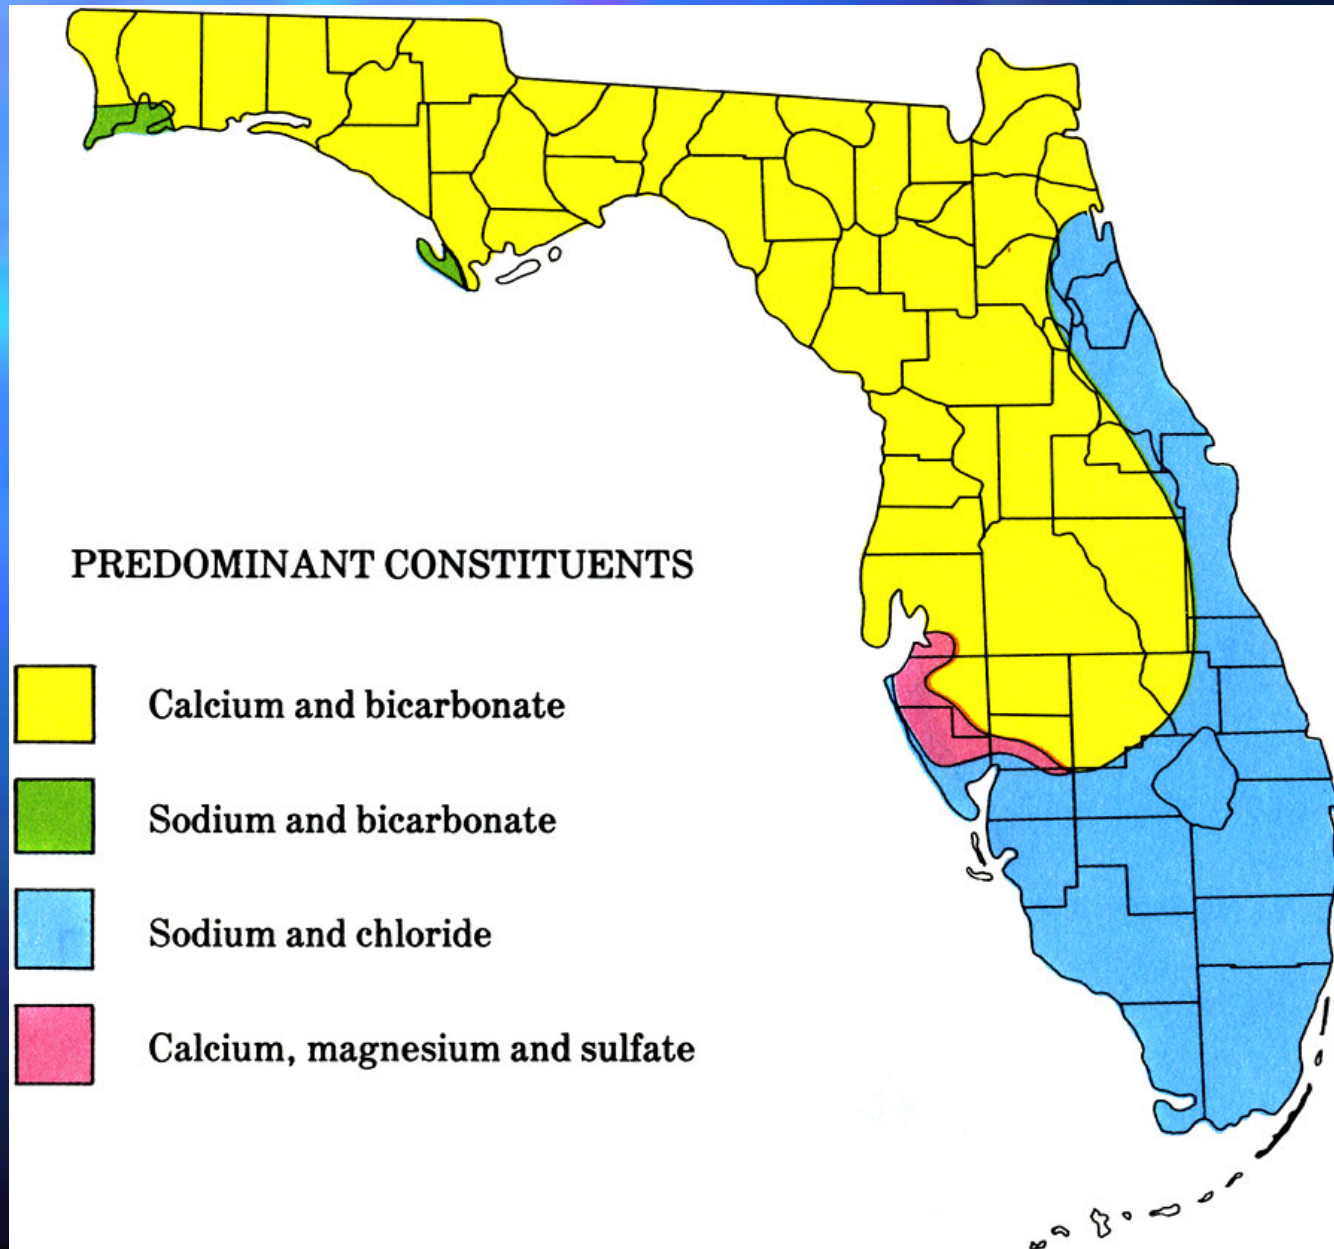 PREDOMINANT CONSTITUENTS
Calcium and bicarbonate
Sodium and bicarbonate
Sodium and chloride
Calcium, magnesium and sulfate